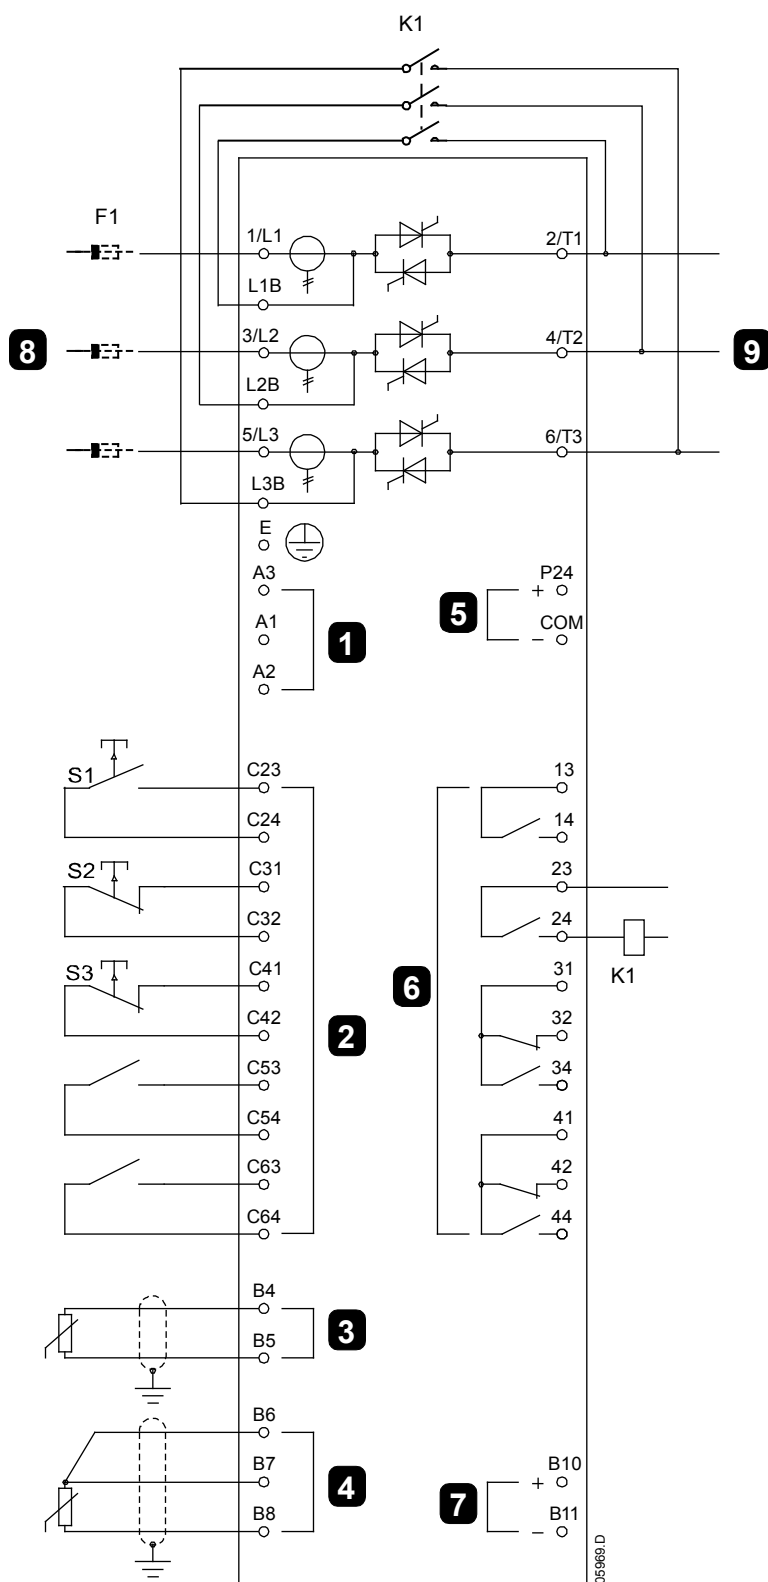 K1
F1
1/L1
2/T1
L1B
8
3/L2
4/T2
9
L2B
5/L3
6/T3
L3B
E
A3
P24
5
+
A1
COM
1
−
A2
S1
C23
13
C24
14
S2
C31
23
C32
24
K1
S3
C41
31
6
C42
32
2
C53
34
C54
41
C63
42
C64
44
B4
3
B5
B6
B7
B10
4
7
+
B8
B11
−
05969.D